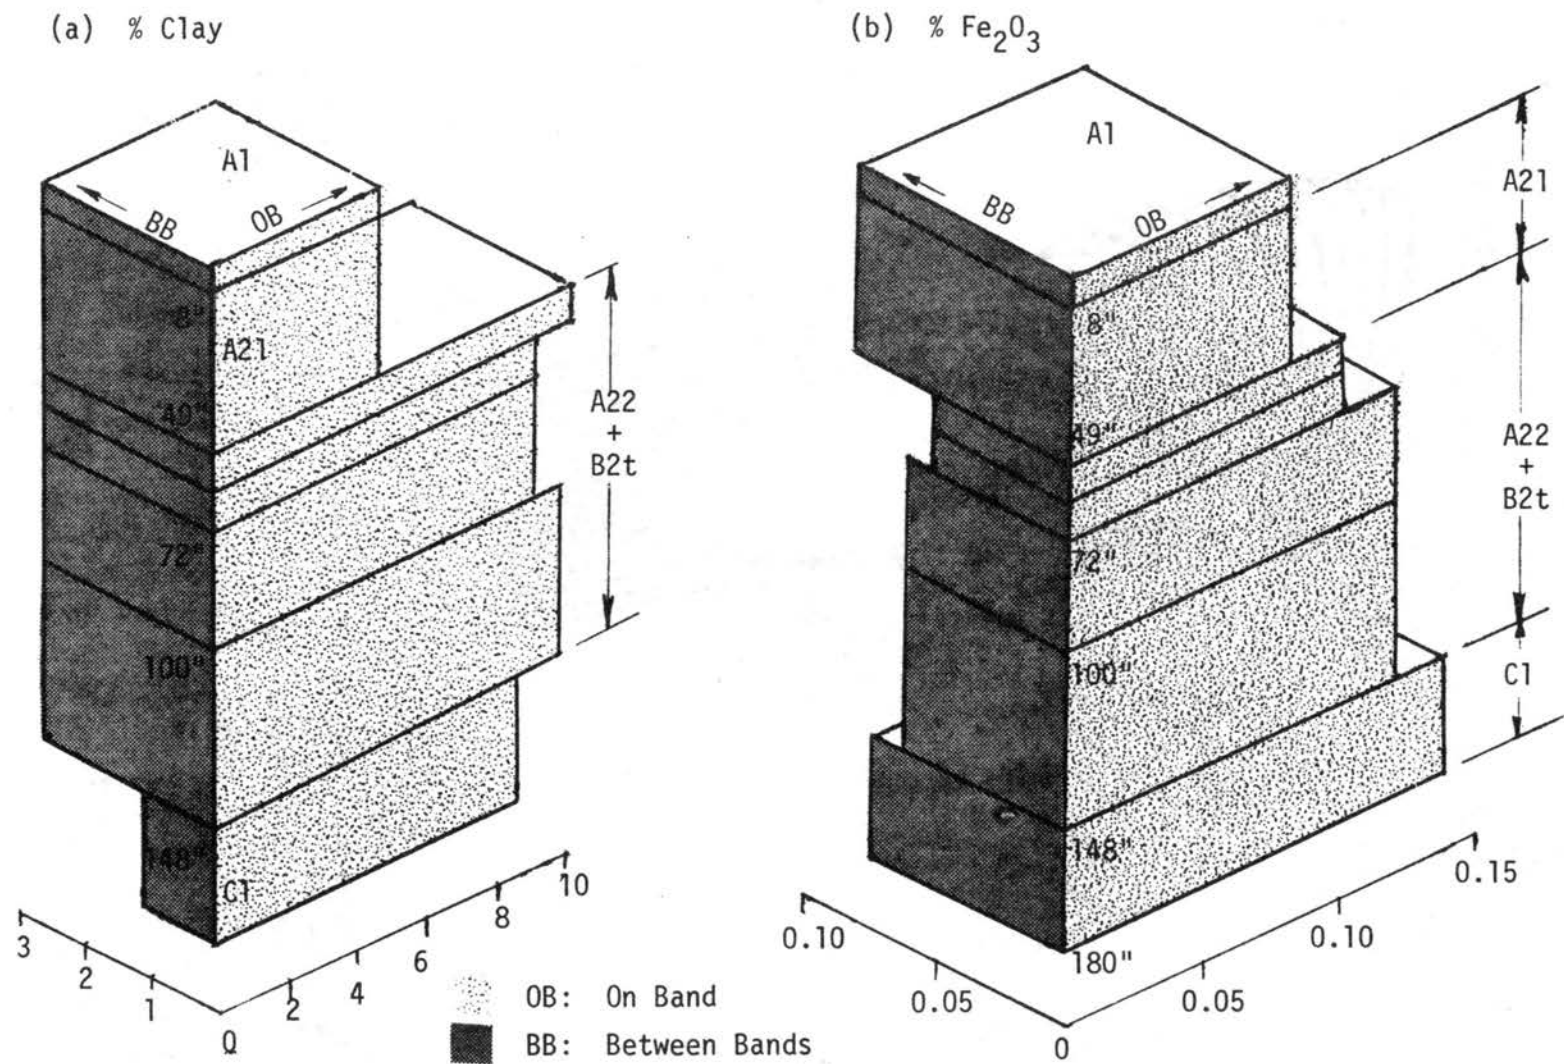 (a) % Clay
A1
BB
OB
8"
A21
49"
72"
100"
148"
C1
A22
+
B2t
3
2
1
0
2
4
6
8
10
(b) % Fe2O3
A1
BB
OB
8"
49"
72"
100"
148"
180"
A21
A22
+
B2t
C1
0.10
0.05
0
0.05
0.10
0.15
OB: On Band
BB: Between Bands